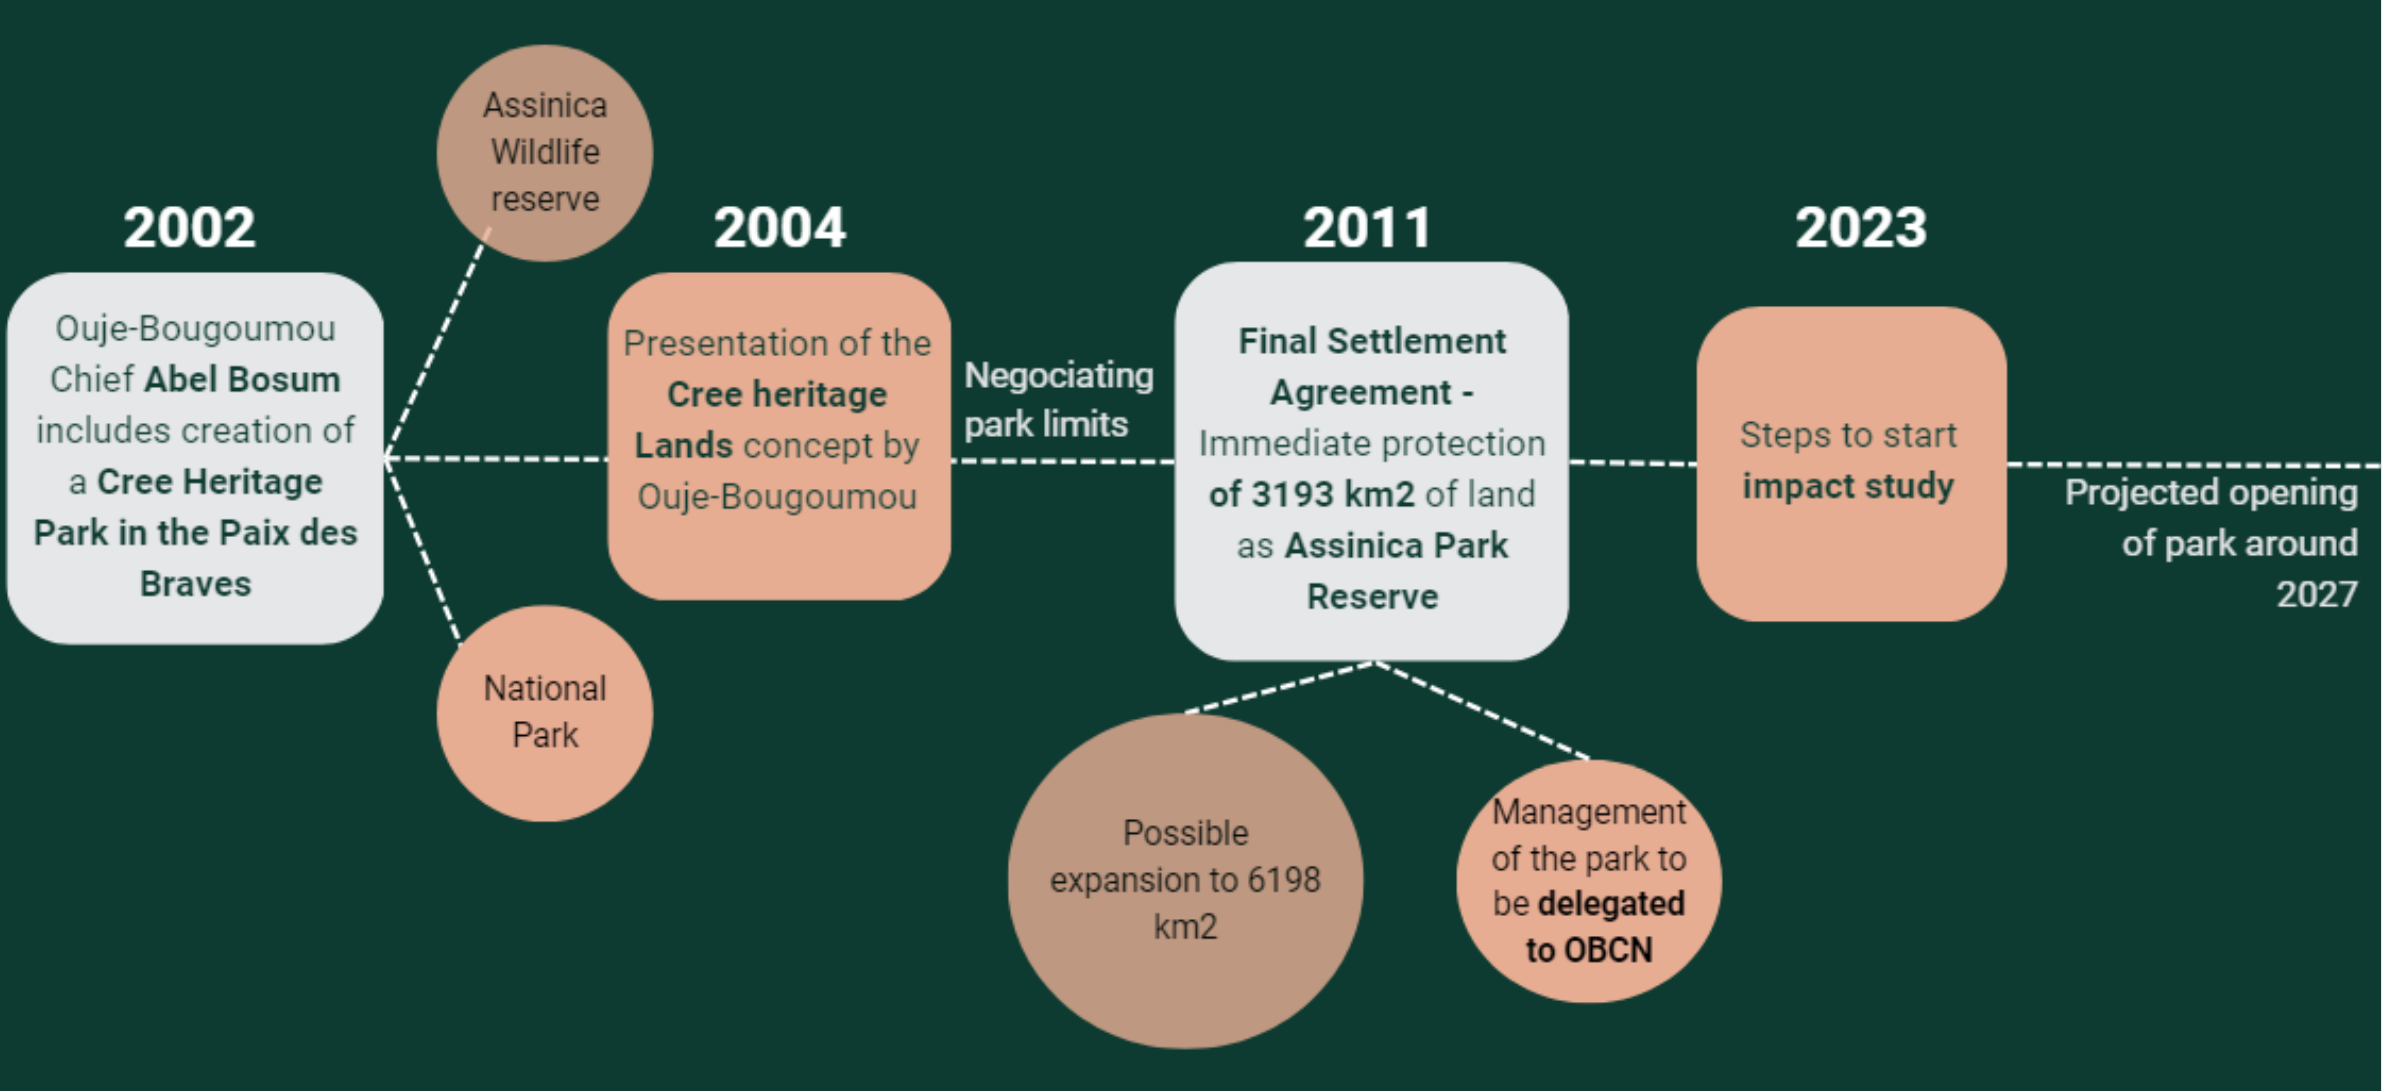 2002
Ouje-Bougoumou
Chief Abel Bosum
includes creation of
a Cree Heritage
Park in the Paix des
Braves
Assinica
Wildlife
reserve
National
Park
2004
Presentation of the
Cree heritage
Lands concept by
Ouje-Bougoumou
Negociating
park limits
2011
Final Settlement
Agreement -
Immediate protection
of 3193 km2 of land
as Assinica Park
Reserve
Possible
expansion to 6198
km2
Management
of the park to
be delegated
to OBCN
2023
Steps to start
impact study
Projected opening
of park around
2027